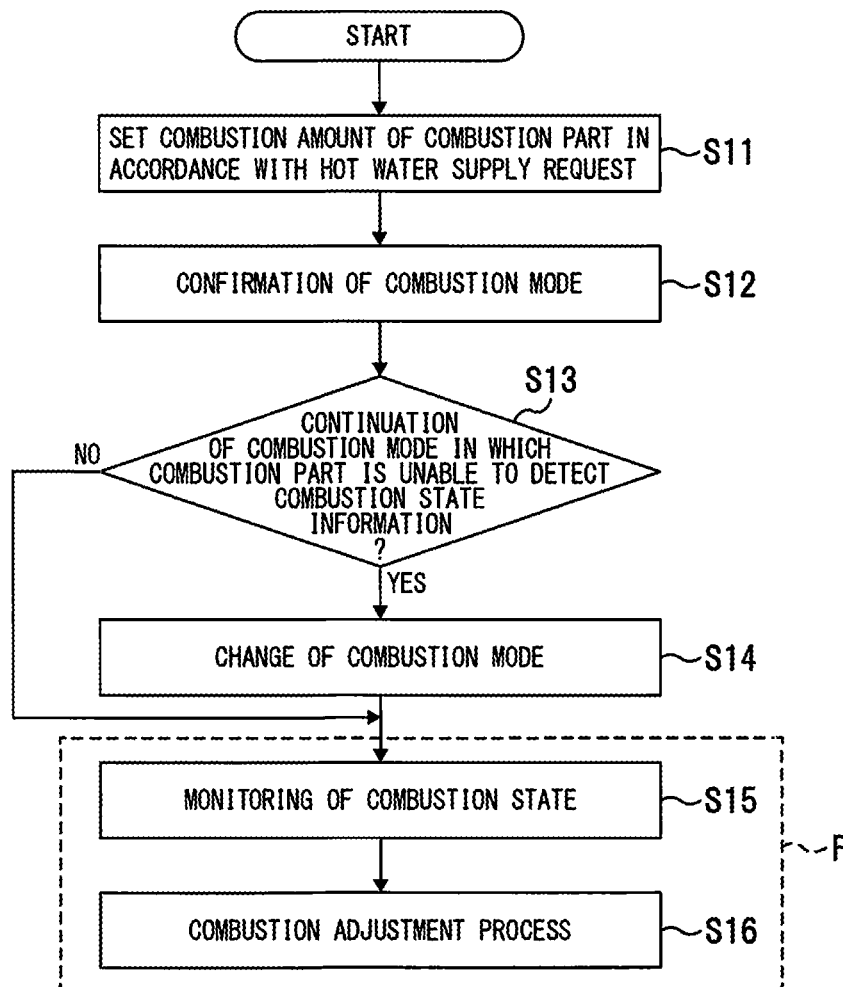 START
SET COMBUSTION AMOUNT OF COMBUSTION PART IN
ACCORDANCE WITH HOT WATER SUPPLY REQUEST
S11
CONFIRMATION OF COMBUSTION MODE
S12
S13
CONTINUATION
OF COMBUSTION MODE IN WHICH
COMBUSTION PART IS UNABLE TO DETECT
COMBUSTION STATE
INFORMATION
?
NO
YES
CHANGE OF COMBUSTION MODE
S14
MONITORING OF COMBUSTION STATE
S15
COMBUSTION ADJUSTMENT PROCESS
S16